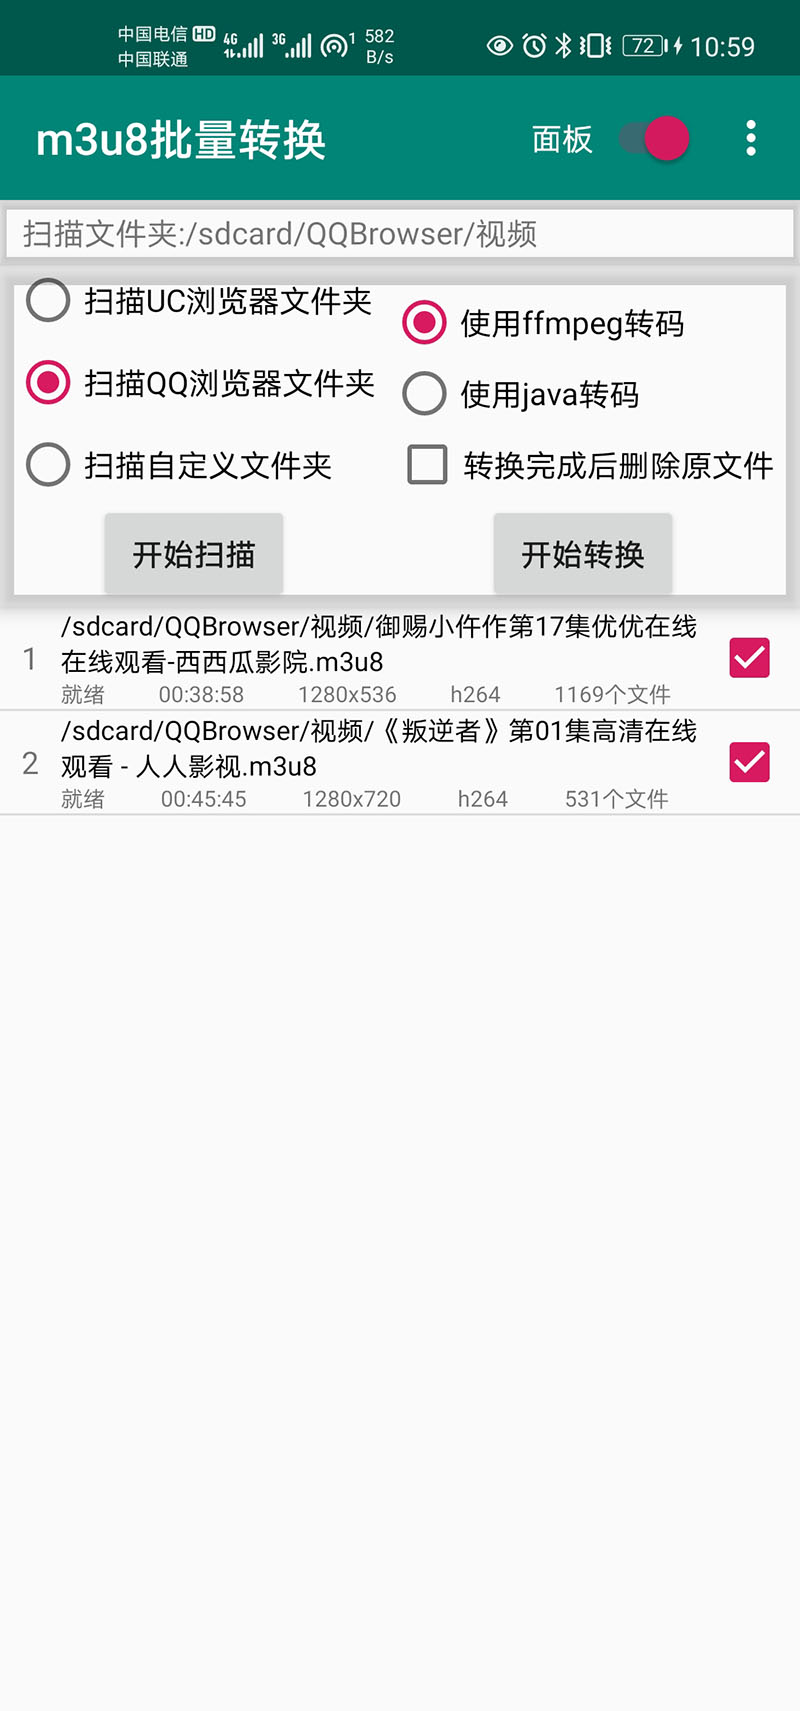 中国电信 HD 4G 3G 1 582
中国联通 B/s 72 10:59
m3u8批量转换 面板
扫描文件夹:/sdcard/QQBrowser/视频
扫描UC浏览器文件夹
使用ffmpeg转码
扫描QQ浏览器文件夹
使用java转码
扫描自定义文件夹
转换完成后删除原文件
开始扫描 开始转换
/sdcard/QQBrowser/视频/御赐小仵作第17集优优在线
1 在线观看-西西瓜影院.m3u8
就绪 00:38:58 1280x536 h264 1169个文件
/sdcard/QQBrowser/视频/《叛逆者》第01集高清在线
2 观看 - 人人影视.m3u8
就绪 00:45:45 1280x720 h264 531个文件